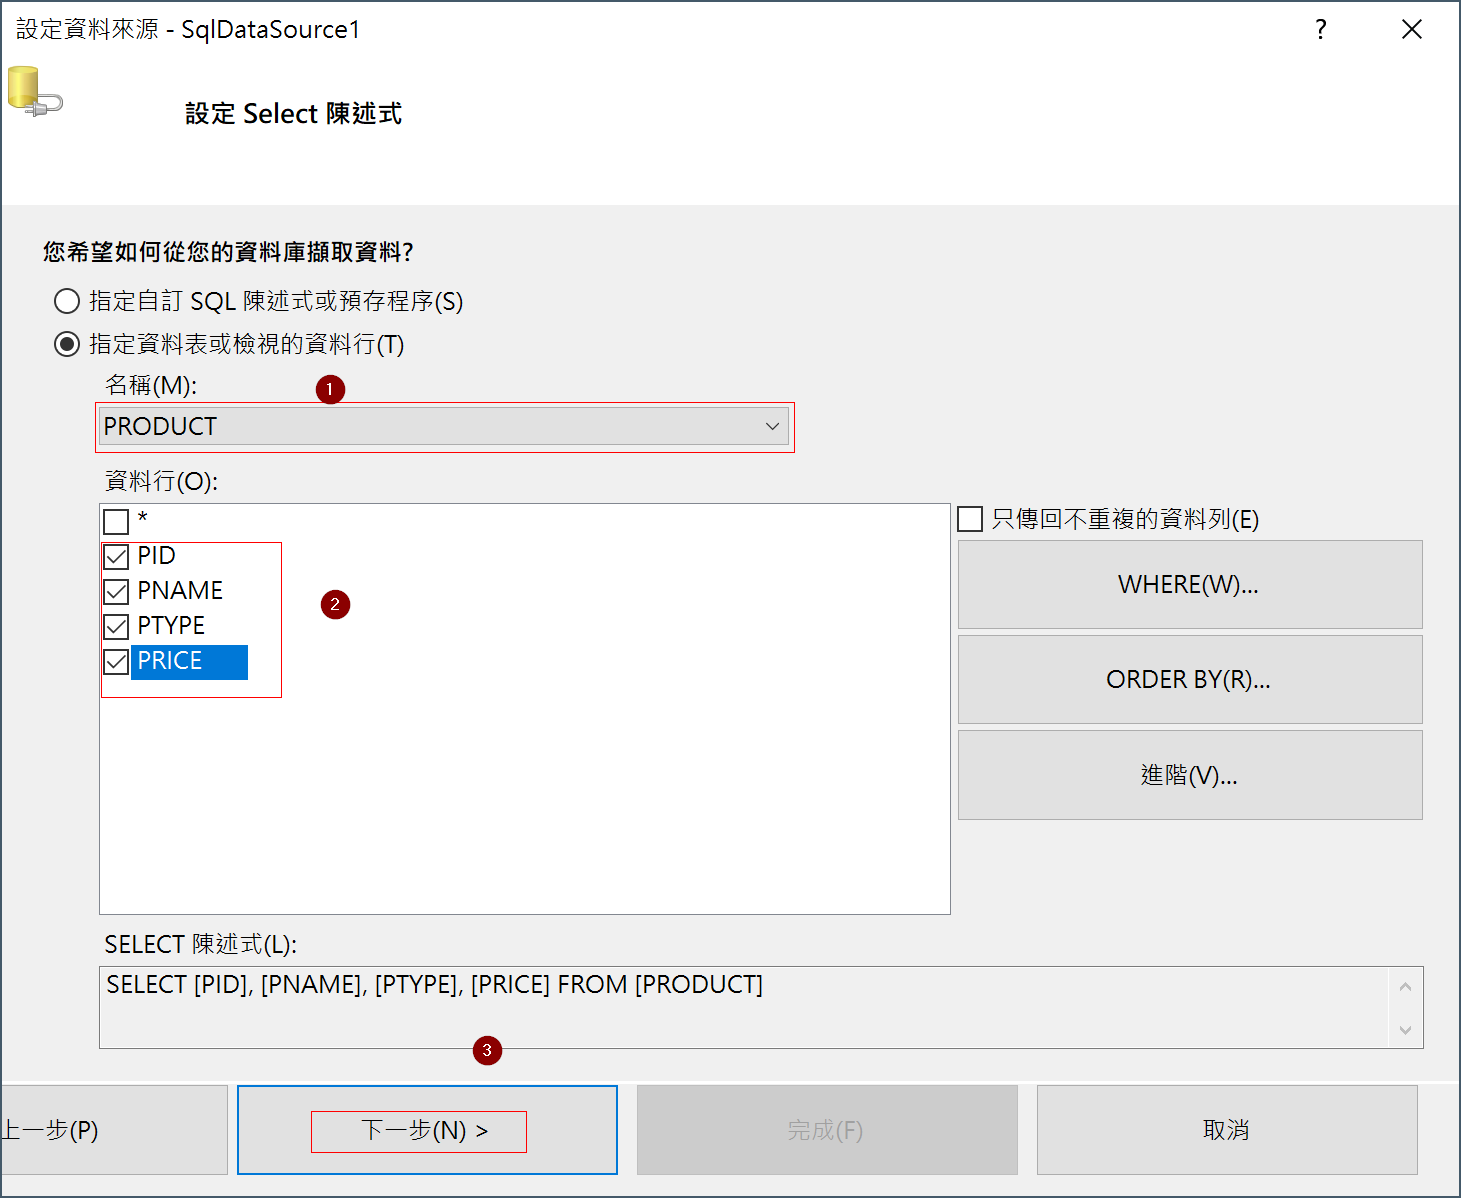 設定資料來源 - SqlDataSource1
?
設定 Select 陳述式
您希望如何從您的資料庫擷取資料?
指定自訂 SQL 陳述式或預存程序(S)
指定資料表或檢視的資料行(T)
名稱(M):
1
PRODUCT
資料行(O):
*
只傳回不重複的資料列(E)
PID
PNAME
PTYPE
PRICE
2
WHERE(W)...
ORDER BY(R)...
進階(V)...
SELECT 陳述式(L):
SELECT [PID], [PNAME], [PTYPE], [PRICE] FROM [PRODUCT]
3
上一步(P)
下一步(N) >
完成(F)
取消